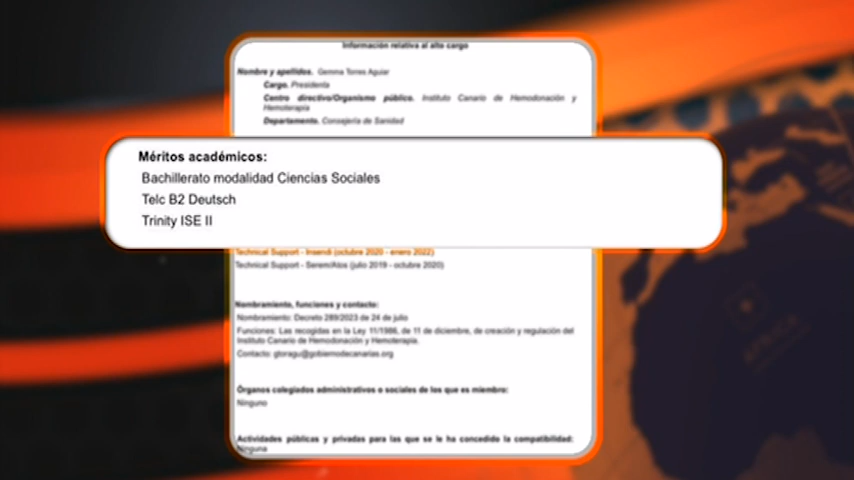 Información relativa al alto cargo
Nombre y apellidos. Gemma Torres Aguiar
Cargo. Presidenta
Centro directivo/Organismo público. Instituto Canario de Hemodonación y
Hemoterapia
Departamento. Consejería de Sanidad
Méritos académicos:
Bachillerato modalidad Ciencias Sociales
Telc B2 Deutsch
Trinity ISE II
Technical Support - Insendi (octubre 2020 - enero 2022)
Technical Support - Serem/Atos (julio 2019 - octubre 2020)
Nombramiento, funciones y contacto:
Nombramiento: Decreto 289/2023 de 24 de julio
Funciones: Las recogidas en la Ley 11/1986, de 11 de diciembre, de creación y regulación del
Instituto Canario de Hemodonación y Hemoterapia.
Contacto: gtoragu@gobiernodecanarias.org
Órganos colegiados administrativos o sociales de los que es miembro:
Ninguno
Actividades públicas y privadas para las que se le ha concedido la compatibilidad:
Ninguna